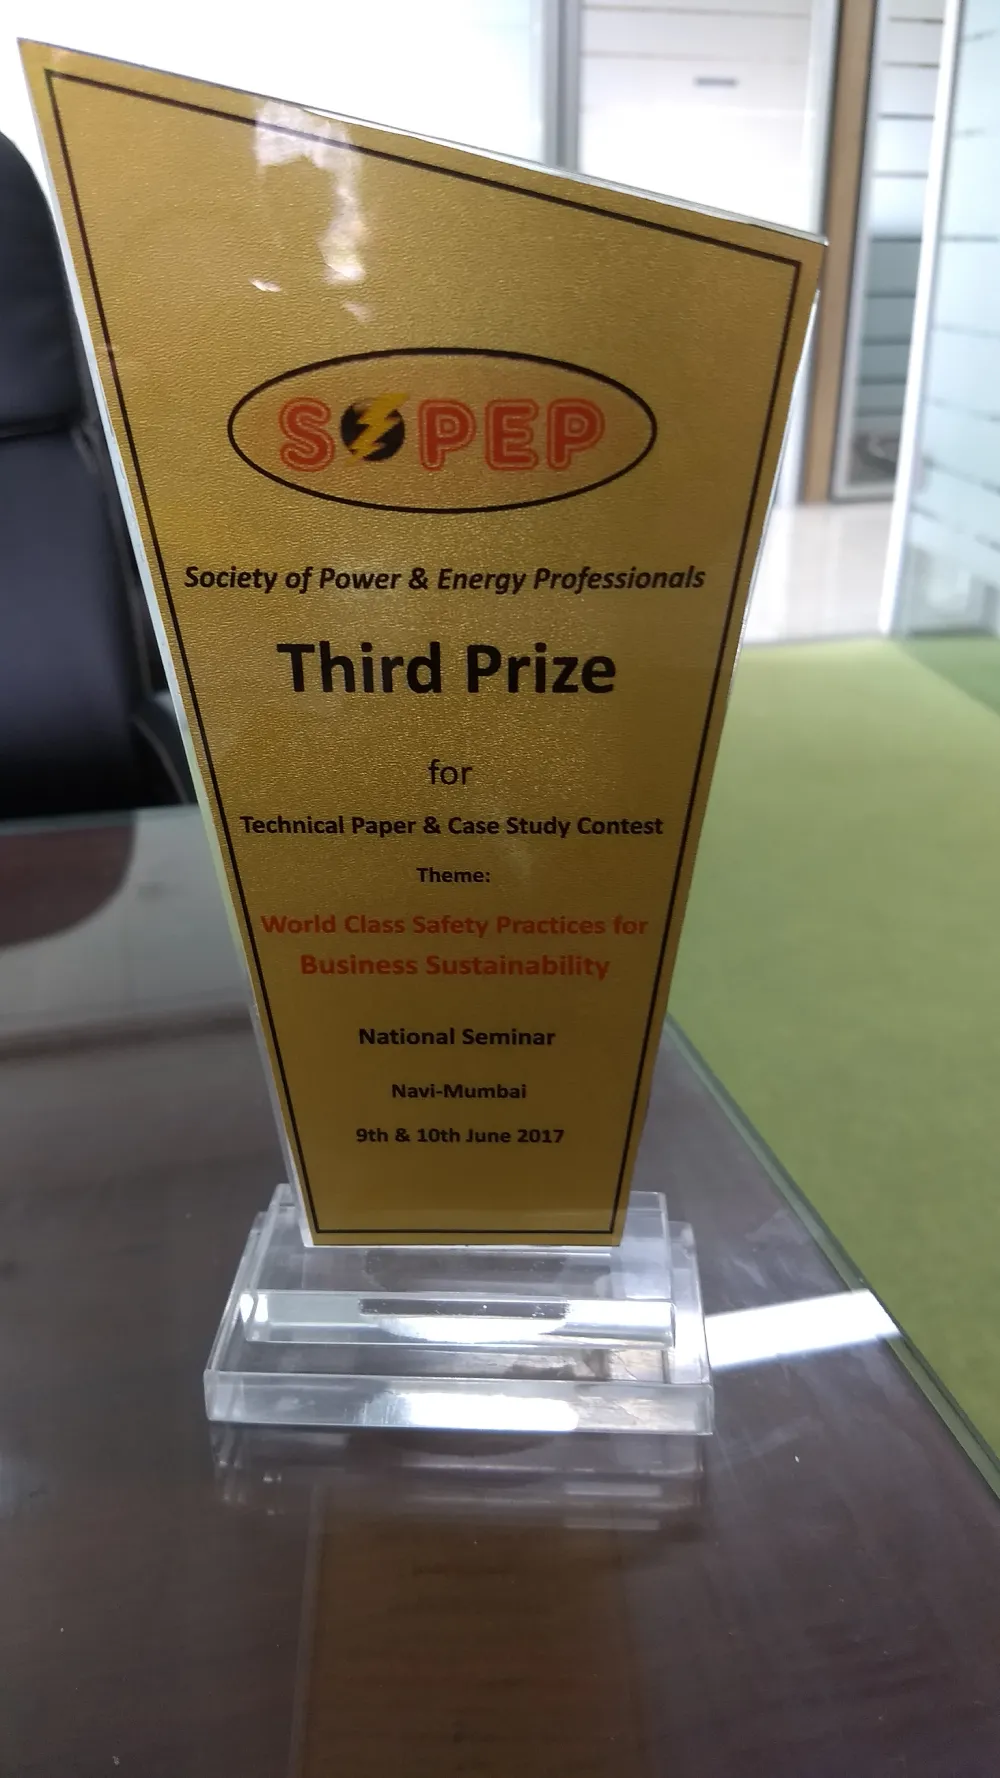 SOPEP
Society of Power & Energy Professionals
Third Prize
for
Technical Paper & Case Study Contest
Theme:
World Class Safety Practices for
Business Sustainability
National Seminar
Navi-Mumbai
9th & 10th June 2017